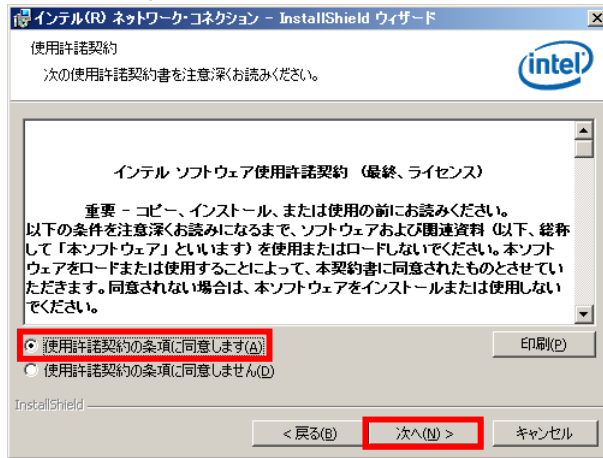 インテル(R) ネットワーク・コネクション - InstallShield ウィザード
使用許諾契約
次の使用許諾契約書を注意深くお読みください。
intel
インテル ソフトウェア使用許諾契約 (最終、ライセンス)
重要 - コピー、インストール、または使用の前にお読みください。
以下の条件を注意深くお読みになるまで、ソフトウェアおよび関連資料 (以下、総称
して「本ソフトウェア」といいます) を使用またはロードしないでください。本ソフト
ウェアをロードまたは使用することによって、本契約書に同意されたものとさせてい
ただきます。同意されない場合は、本ソフトウェアをインストールまたは使用しない
でください。
使用許諾契約の条項に同意します(A)
印刷(P)
使用許諾契約の条項に同意しません(D)
InstallShield
< 戻る(B)
次へ(N) >
キャンセル